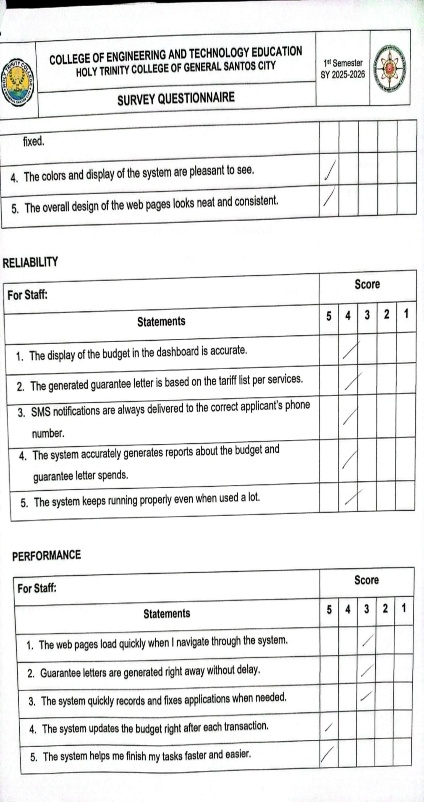 COLLEGE OF ENGINEERING AND TECHNOLOGY EDUCATION
HOLY TRINITY COLLEGE OF GENERAL SANTOS CITY
1st Semester
SY 2025-2026
SURVEY QUESTIONNAIRE
fixed.
4. The colors and display of the system are pleasant to see.
5. The overall design of the web pages looks neat and consistent.
RELIABILITY
For Staff:
Score
Statements
5 4 3 2 1
1. The display of the budget in the dashboard is accurate.
2. The generated guarantee letter is based on the tariff list per services.
3. SMS notifications are always delivered to the correct applicant's phone
number.
4. The system accurately generates reports about the budget and
guarantee letter spends.
5. The system keeps running properly even when used a lot.
PERFORMANCE
For Staff:
Score
Statements
5 4 3 2 1
1. The web pages load quickly when I navigate through the system.
2. Guarantee letters are generated right away without delay.
3. The system quickly records and fixes applications when needed.
4. The system updates the budget right after each transaction.
5. The system helps me finish my tasks faster and easier.